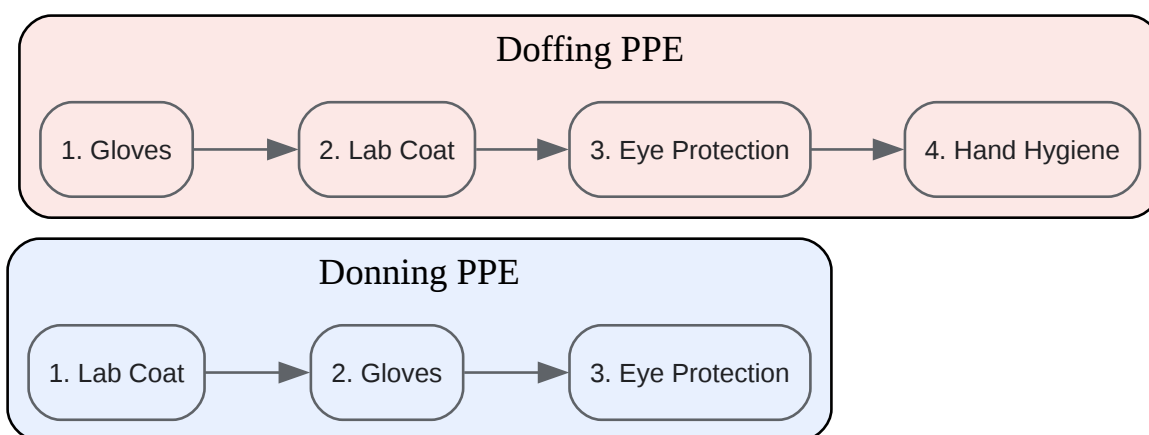 Doffing PPE
1. Gloves
2. Lab Coat
3. Eye Protection
4. Hand Hygiene
Donning PPE
1. Lab Coat
2. Gloves
3. Eye Protection